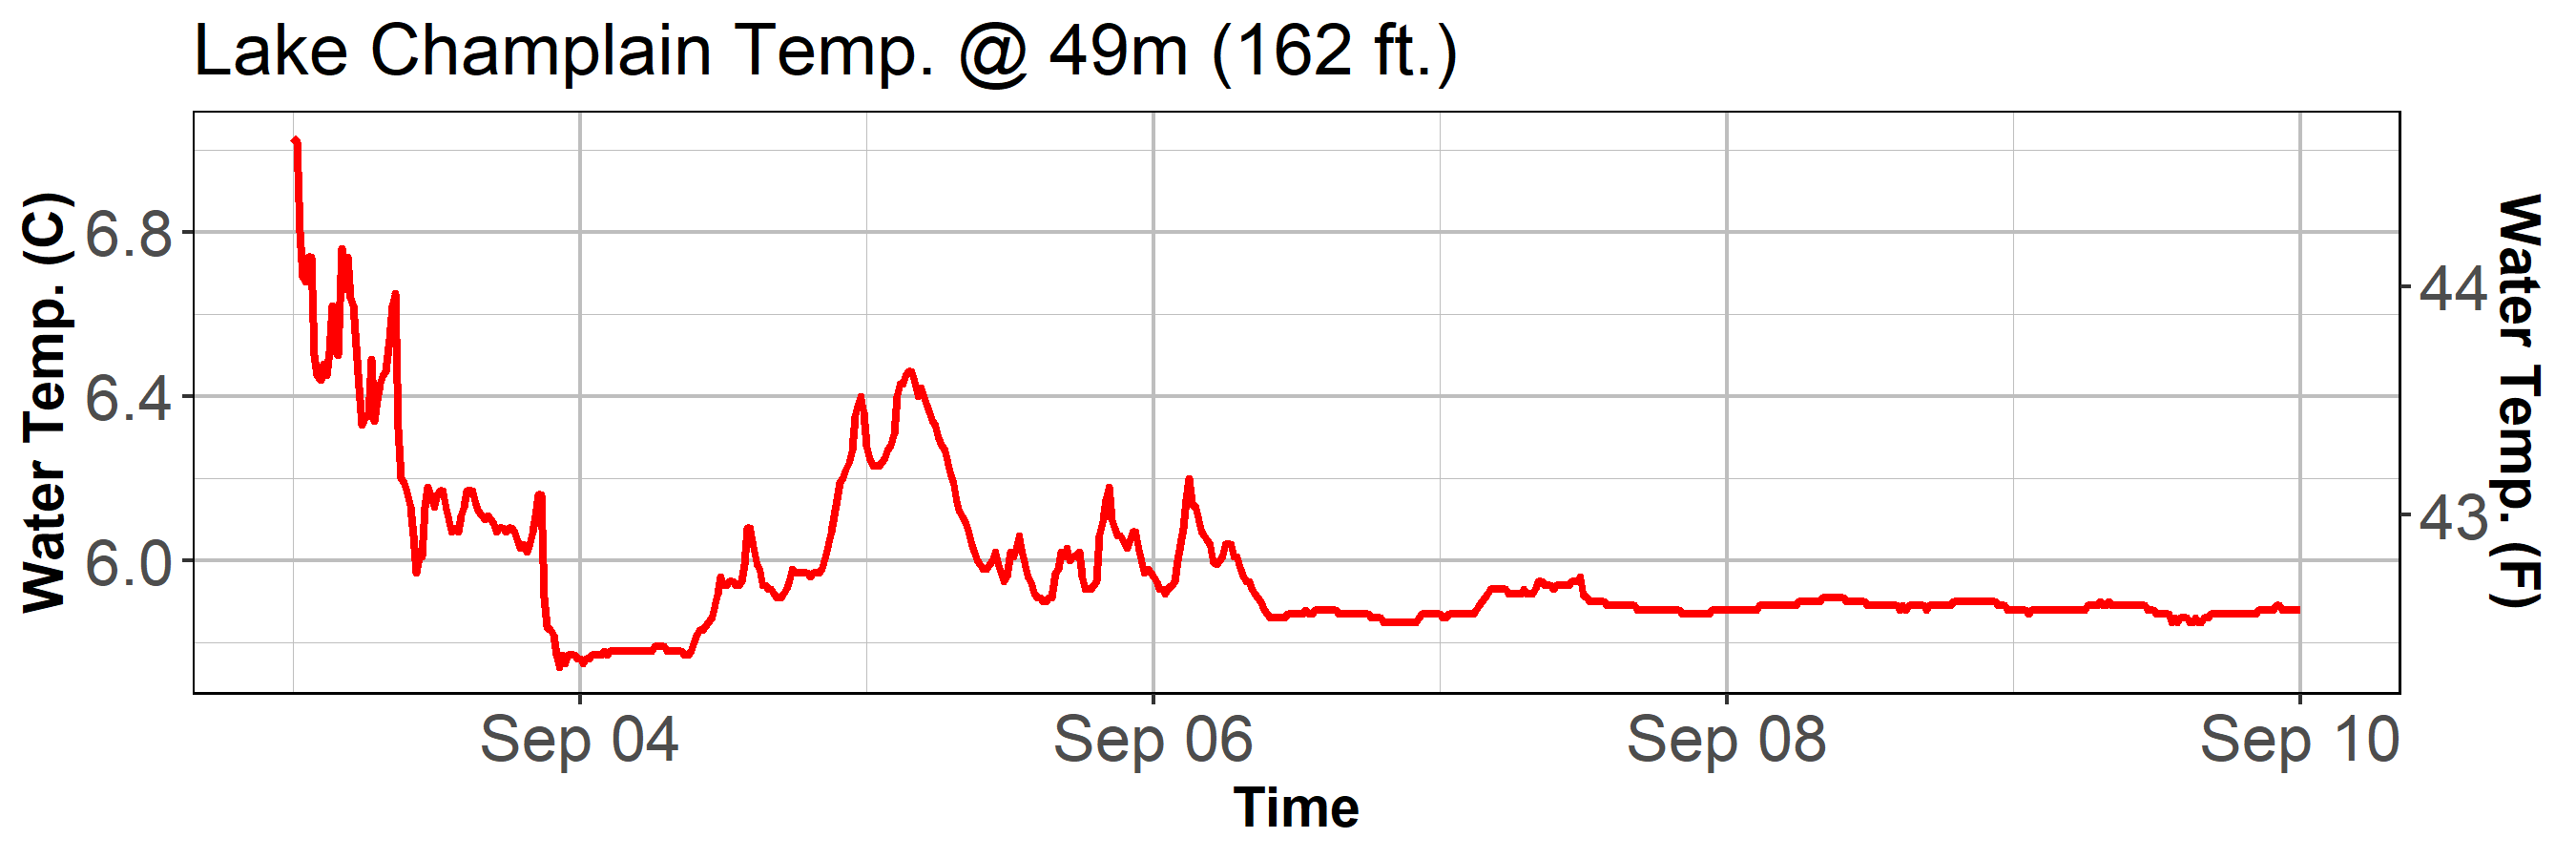 Lake Champlain Temp. @ 49m (162 ft.)
Water Temp. (C)
6.8
6.4
6.0
44
43
Water Temp. (F)
Sep 04 Sep 06 Sep 08 Sep 10
Time